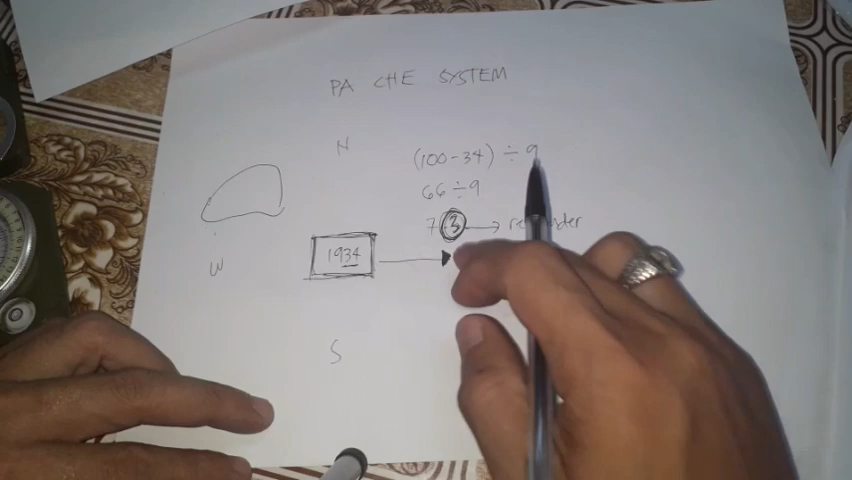 PA CHE SYSTEM
N
(100-34) ÷ 9
66 ÷ 9
7 3
W
1934
S